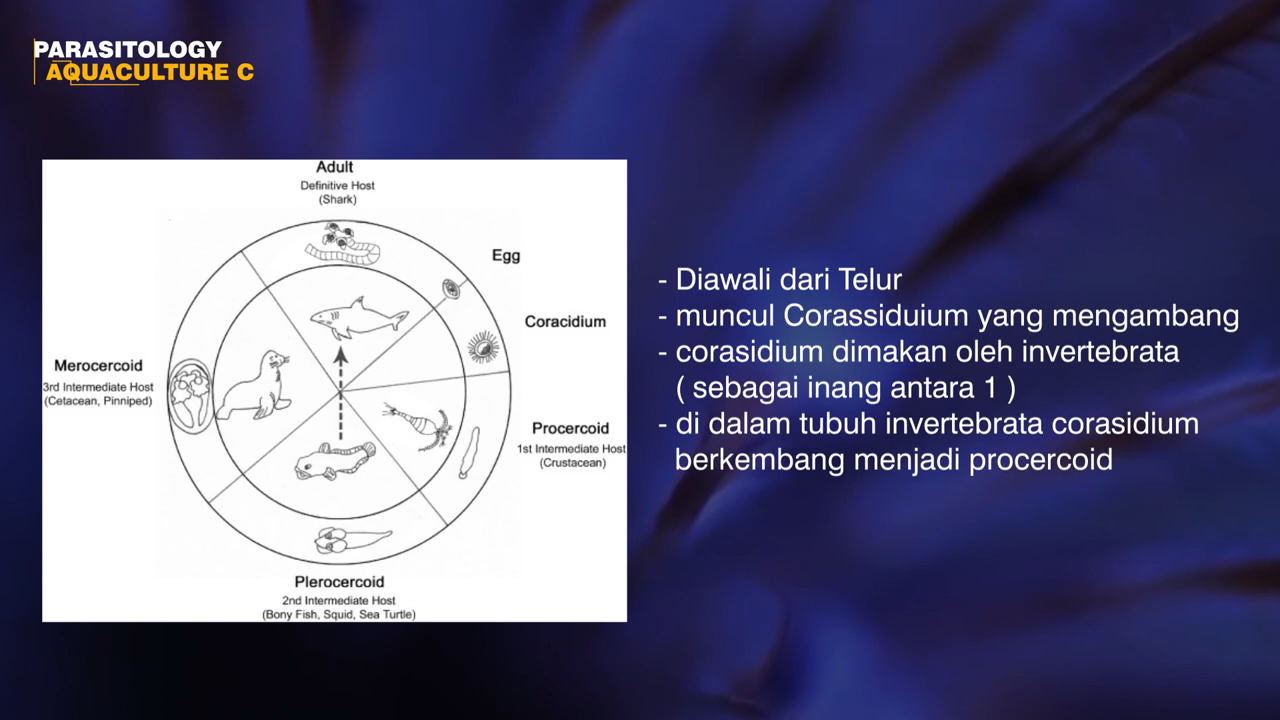 PARASITOLOGY
AQUACULTURE C
Adult
Definitive Host
(Shark)
Egg
Coracidium
Merocercoid
3rd Intermediate Host
(Cetacean, Pinniped)
Procercoid
1st Intermediate Host
(Crustacean)
Plerocercoid
2nd Intermediate Host
(Bony Fish, Squid, Sea Turtle)
- Diawali dari Telur
- muncul Corassiduium yang mengambang
- corasidium dimakan oleh invertebrata
( sebagai inang antara 1 )
- di dalam tubuh invertebrata corasidium
berkembang menjadi procercoid